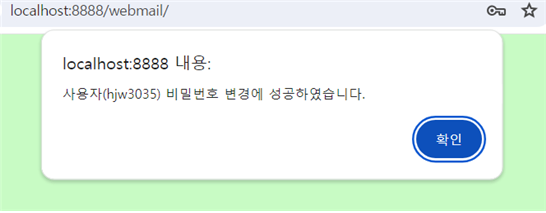 localhost:8888/webmail/
localhost:8888 내용:
사용자(hjw3035) 비밀번호 변경에 성공하였습니다.
확인